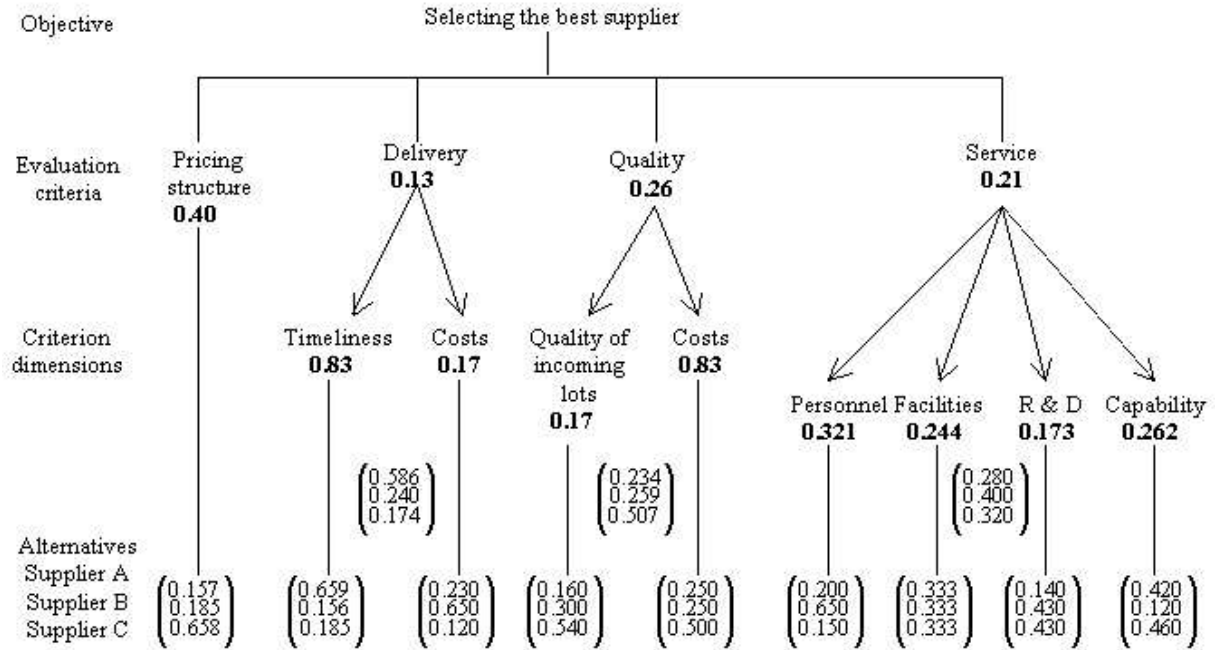 Objective
Selecting the best supplier
Evaluation
criteria
Pricing
structure
0.40
Delivery
0.13
Quality
0.26
Service
0.21
Criterion
dimensions
Timeliness
0.83
Costs
0.17
Quality of
incoming
lots
0.17
Costs
0.83
Personnel
0.321
Facilities
0.244
R & D
0.173
Capability
0.262
0.586
0.240
0.174
0.234
0.259
0.507
0.280
0.400
0.320
Alternatives
Supplier A
Supplier B
Supplier C
0.157
0.185
0.658
0.659
0.156
0.185
0.230
0.650
0.120
0.160
0.300
0.540
0.250
0.250
0.500
0.200
0.650
0.150
0.333
0.333
0.333
0.140
0.430
0.430
0.420
0.120
0.460